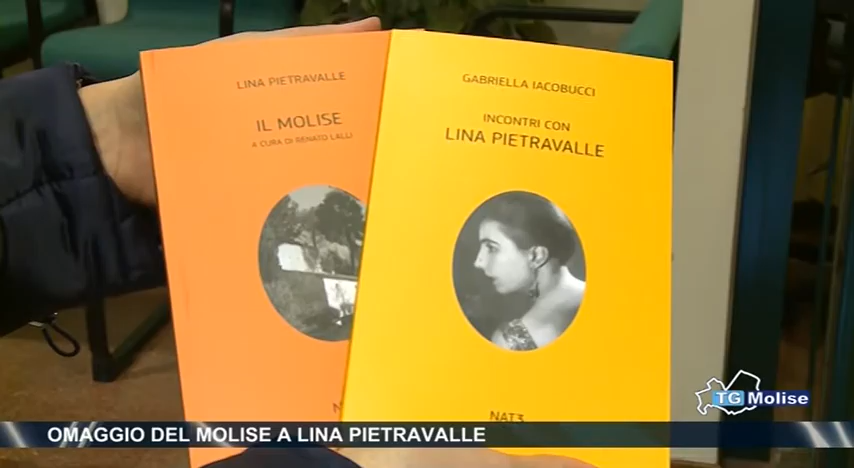 LINA PIETRAVALLE
IL MOLISE
A CURA DI RENATO LALLI
GABRIELLA IACOBUCCI
INCONTRI CON
LINA PIETRAVALLE
NAT3
TG Molise
OMAGGIO DEL MOLISE A LINA PIETRAVALLE